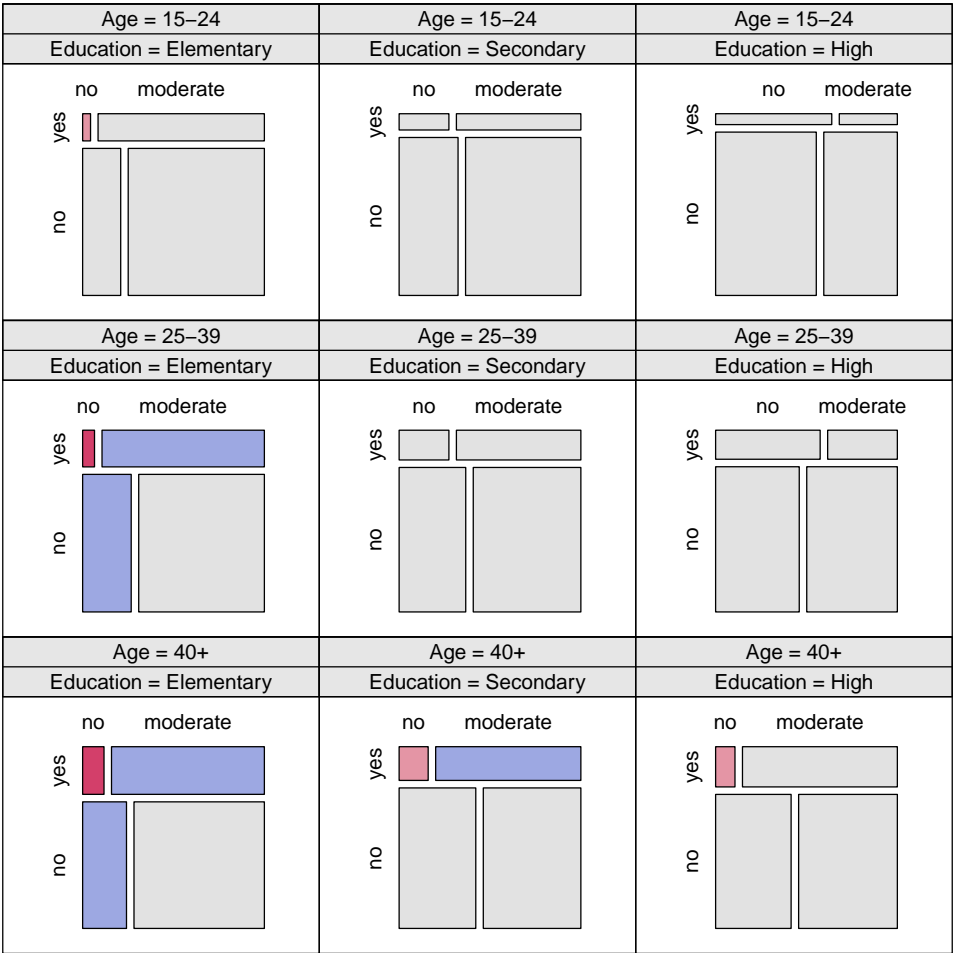 Age = 15–24 Age = 15–24 Age = 15–24
Education = Elementary Education = Secondary Education = High
no moderate no moderate no moderate
yes yes yes
no no no
Age = 25–39 Age = 25–39 Age = 25–39
Education = Elementary Education = Secondary Education = High
no moderate no moderate no moderate
yes yes yes
no no no
Age = 40+ Age = 40+ Age = 40+
Education = Elementary Education = Secondary Education = High
no moderate no moderate no moderate
yes yes yes
no no no